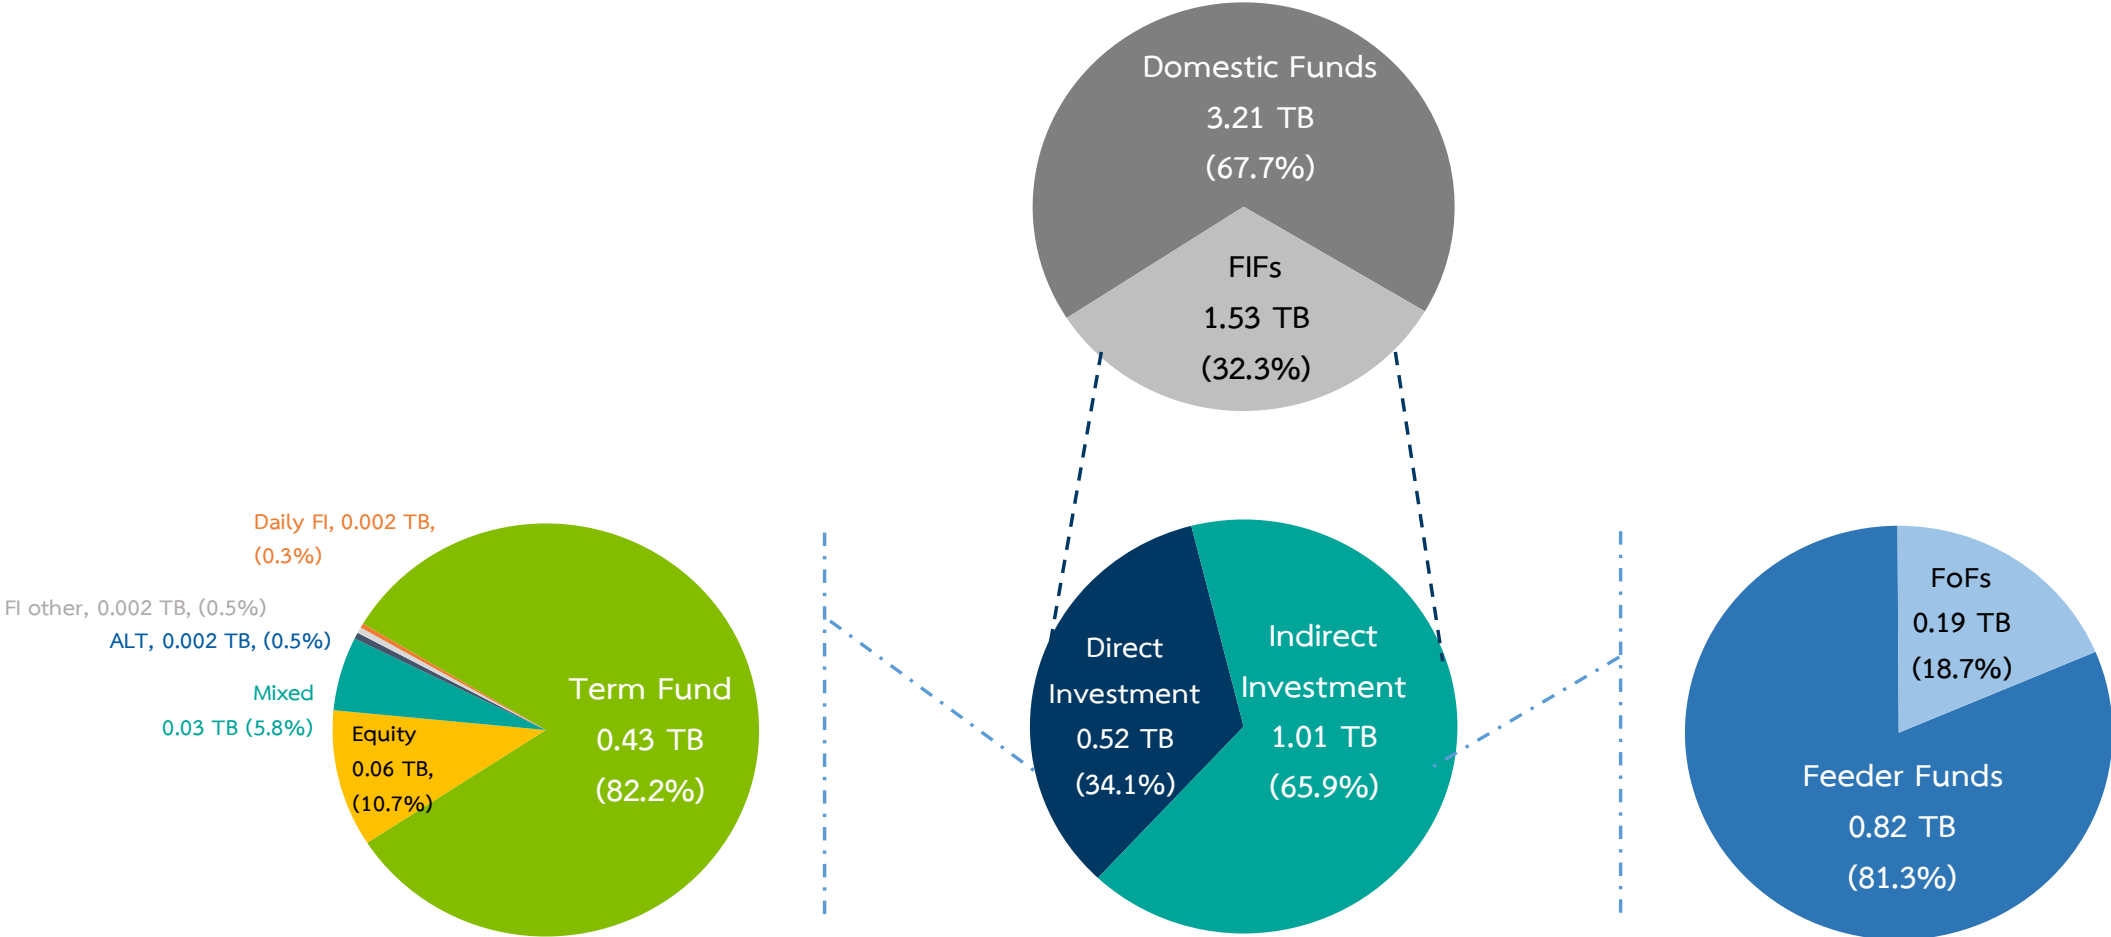 Domestic Funds
3.21 TB
(67.7%)
FIFs
1.53 TB
(32.3%)
Daily FI, 0.002 TB,
(0.3%)
FI other, 0.002 TB, (0.5%)
ALT, 0.002 TB, (0.5%)
Mixed
0.03 TB (5.8%)
Equity
0.06 TB,
(10.7%)
Term Fund
0.43 TB
(82.2%)
Direct
Investment
0.52 TB
(34.1%)
Indirect
Investment
1.01 TB
(65.9%)
FoFs
0.19 TB
(18.7%)
Feeder Funds
0.82 TB
(81.3%)